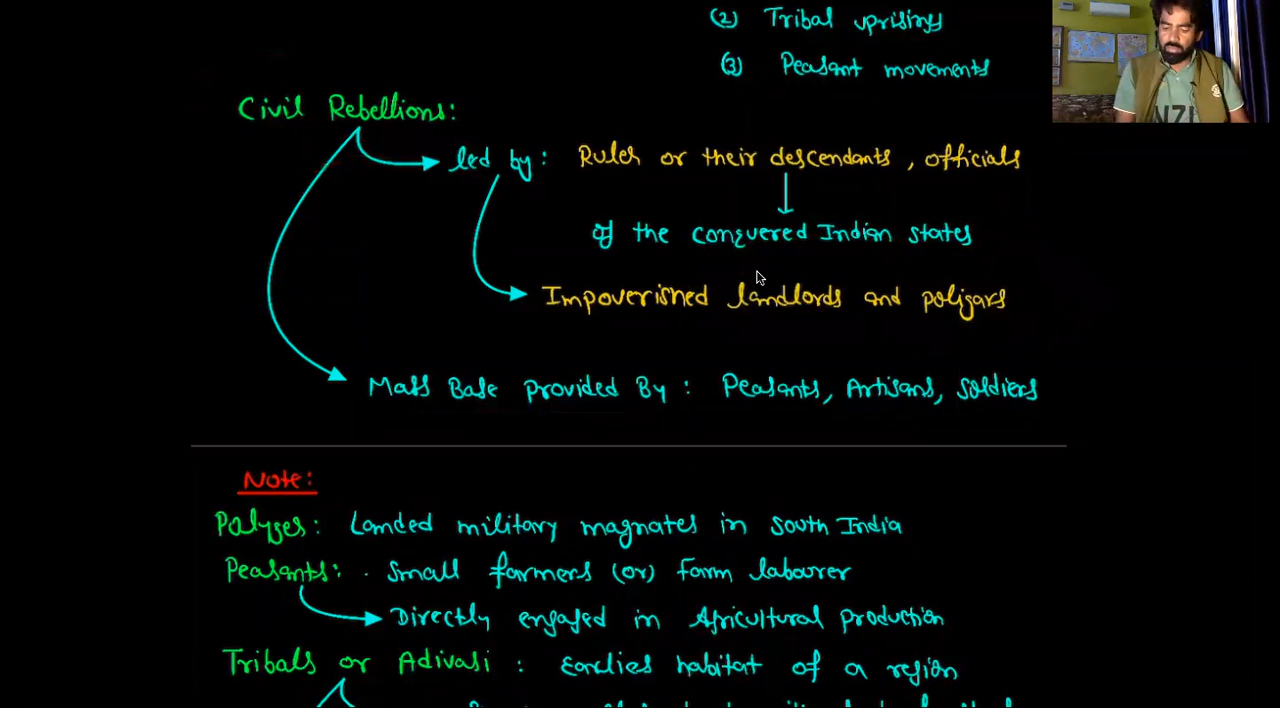 (2) Tribal uprising
(3) Peasant movements
Civil Rebellions:
led by: Ruler or their descendants, officials
of the conquered Indian states
Impoverished landlords and poligars
Mass Base provided By: Peasants, Artisans, Soldiers
Note:
Polyges: Landed military magnates in south India
Peasants: . Small farmers (or) farm labourer
Directly engaged in Agricultural production
Tribals or Adivasi : Earlies habitat of a region